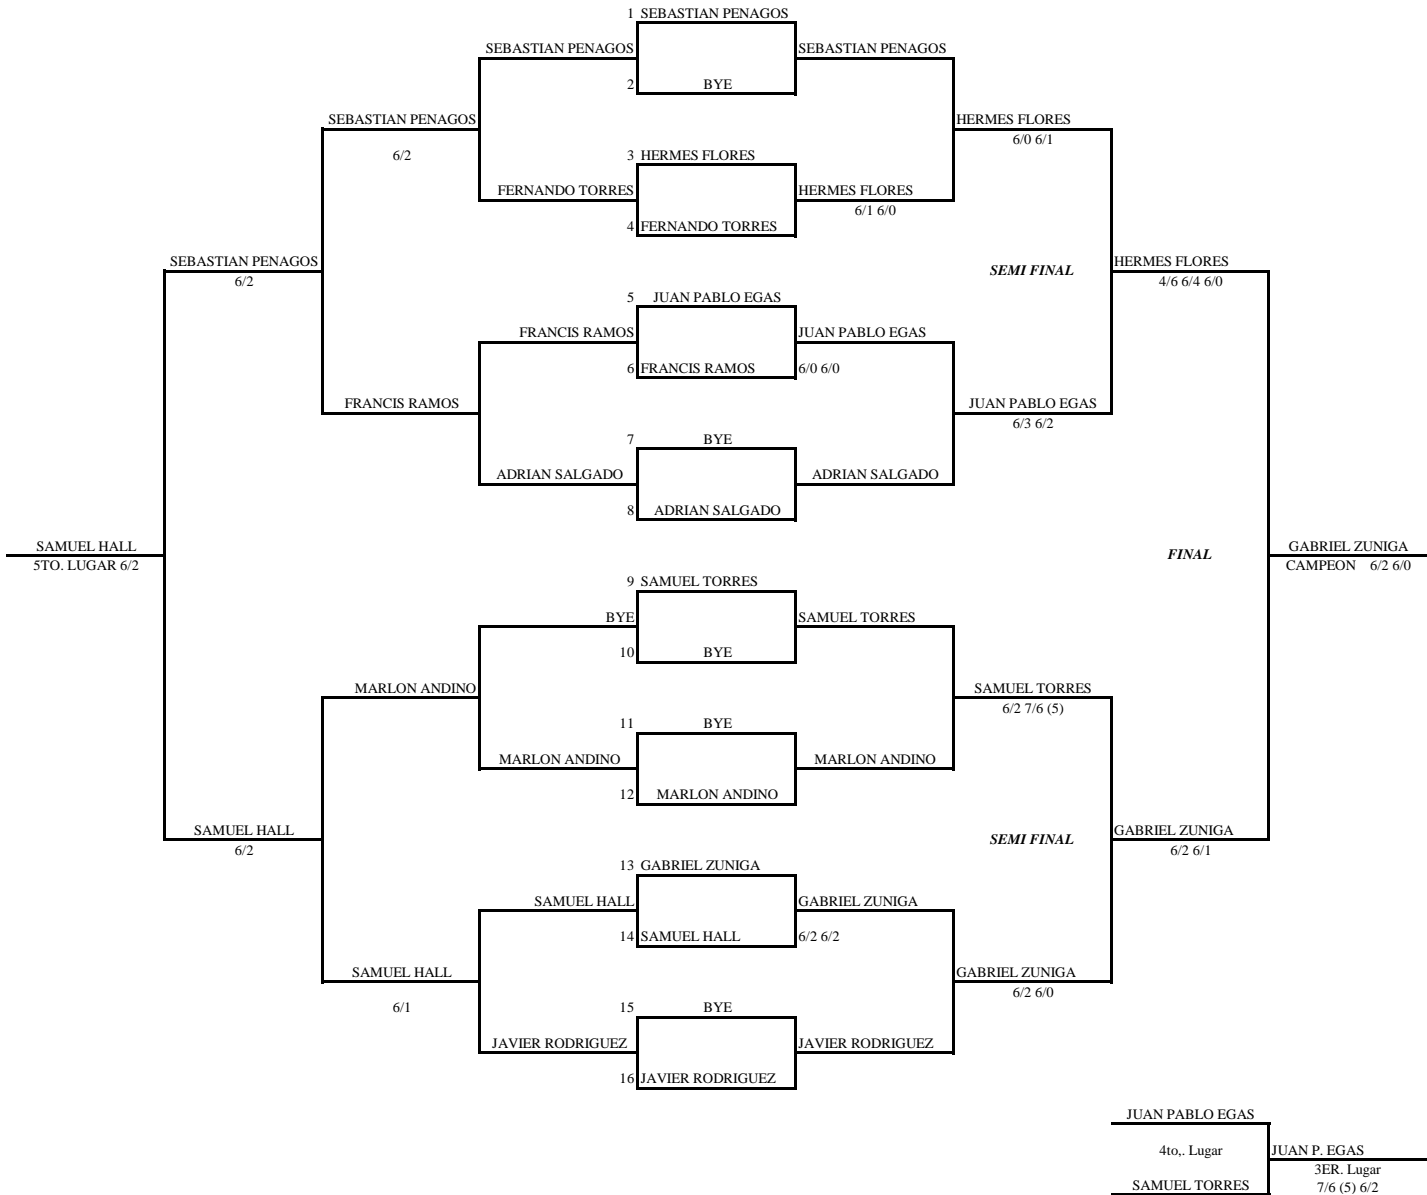 1 SEBASTIAN PENAGOS
SEBASTIAN PENAGOS SEBASTIAN PENAGOS
2 BYE
SEBASTIAN PENAGOS HERMES FLORES
6/0 6/1
6/2 3 HERMES FLORES
FERNANDO TORRES HERMES FLORES
6/1 6/0
4 FERNANDO TORRES
SEBASTIAN PENAGOS SEMI FINAL HERMES FLORES
6/2 4/6 6/4 6/0
5 JUAN PABLO EGAS
FRANCIS RAMOS JUAN PABLO EGAS
6 FRANCIS RAMOS 6/0 6/0
FRANCIS RAMOS JUAN PABLO EGAS
6/3 6/2
7 BYE
ADRIAN SALGADO ADRIAN SALGADO
8 ADRIAN SALGADO
SAMUEL HALL FINAL GABRIEL ZUNIGA
5TO. LUGAR 6/2 CAMPEON 6/2 6/0
9 SAMUEL TORRES
BYE SAMUEL TORRES
10 BYE
MARLON ANDINO SAMUEL TORRES
6/2 7/6 (5)
11 BYE
MARLON ANDINO MARLON ANDINO
12 MARLON ANDINO
SAMUEL HALL SEMI FINAL GABRIEL ZUNIGA
6/2 6/2 6/1
13 GABRIEL ZUNIGA
SAMUEL HALL GABRIEL ZUNIGA
14 SAMUEL HALL 6/2 6/2
SAMUEL HALL GABRIEL ZUNIGA
6/2 6/0
6/1 15 BYE
JAVIER RODRIGUEZ JAVIER RODRIGUEZ
16 JAVIER RODRIGUEZ
JUAN PABLO EGAS
4to,. Lugar JUAN P. EGAS
3ER. Lugar
SAMUEL TORRES 7/6 (5) 6/2